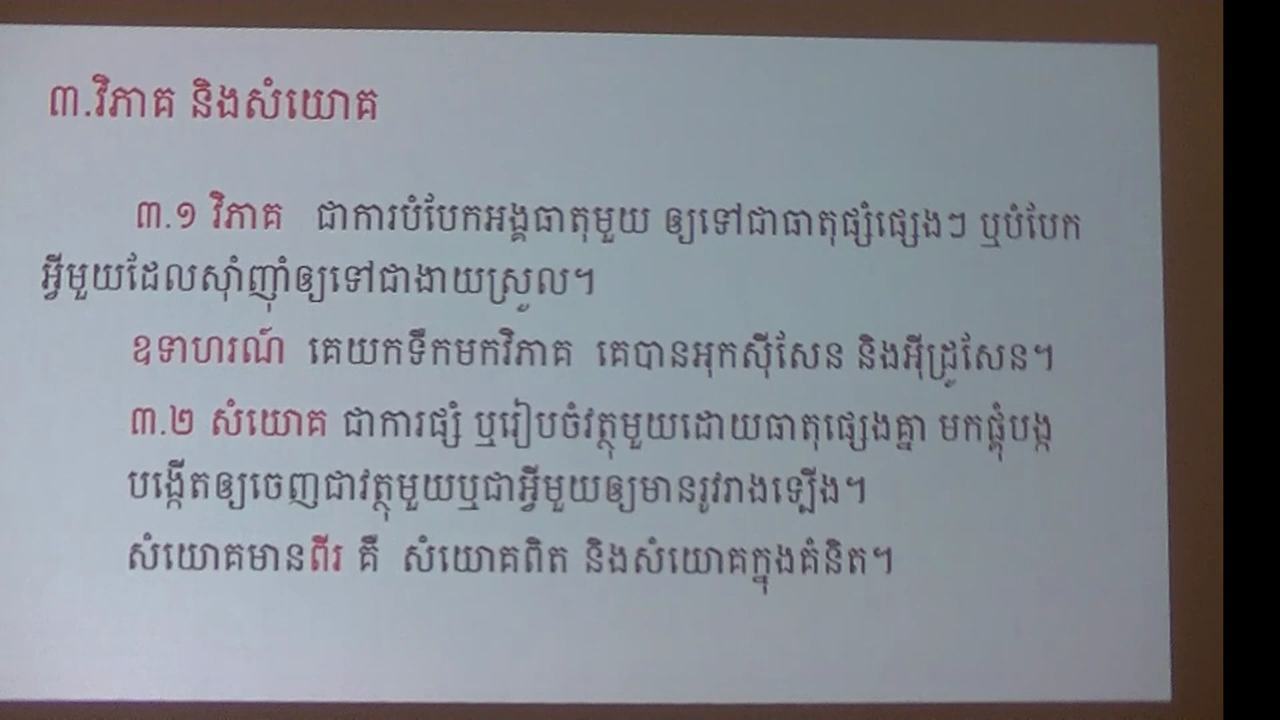 ៣.វិភាគ និងសំយោគ
៣.១ វិភាគ ជាការបំបែកអង្គធាតុមួយ ឲ្យទៅជាធាតុផ្សំផ្សេងៗ ឬបំបែក
អ្វីមួយដែលស៊ាំញ៉ាំឲ្យទៅជាងាយស្រួល។
ឧទាហរណ៍ គេយកទឹកមកវិភាគ គេបានអុកស៊ីសែន និងអ៊ីដ្រូសែន។
៣.២ សំយោគ ជាការផ្សំ ឬរៀបចំវត្ថុមួយដោយធាតុផ្សេងគ្នា មកផ្គុំបង្ក
បង្កើតឲ្យចេញជាវត្ថុមួយឬជាអ្វីមួយឲ្យមានរូវរាងឡើង។
សំយោគមានពីរ គឺ សំយោគពិត និងសំយោគក្នុងគំនិត។